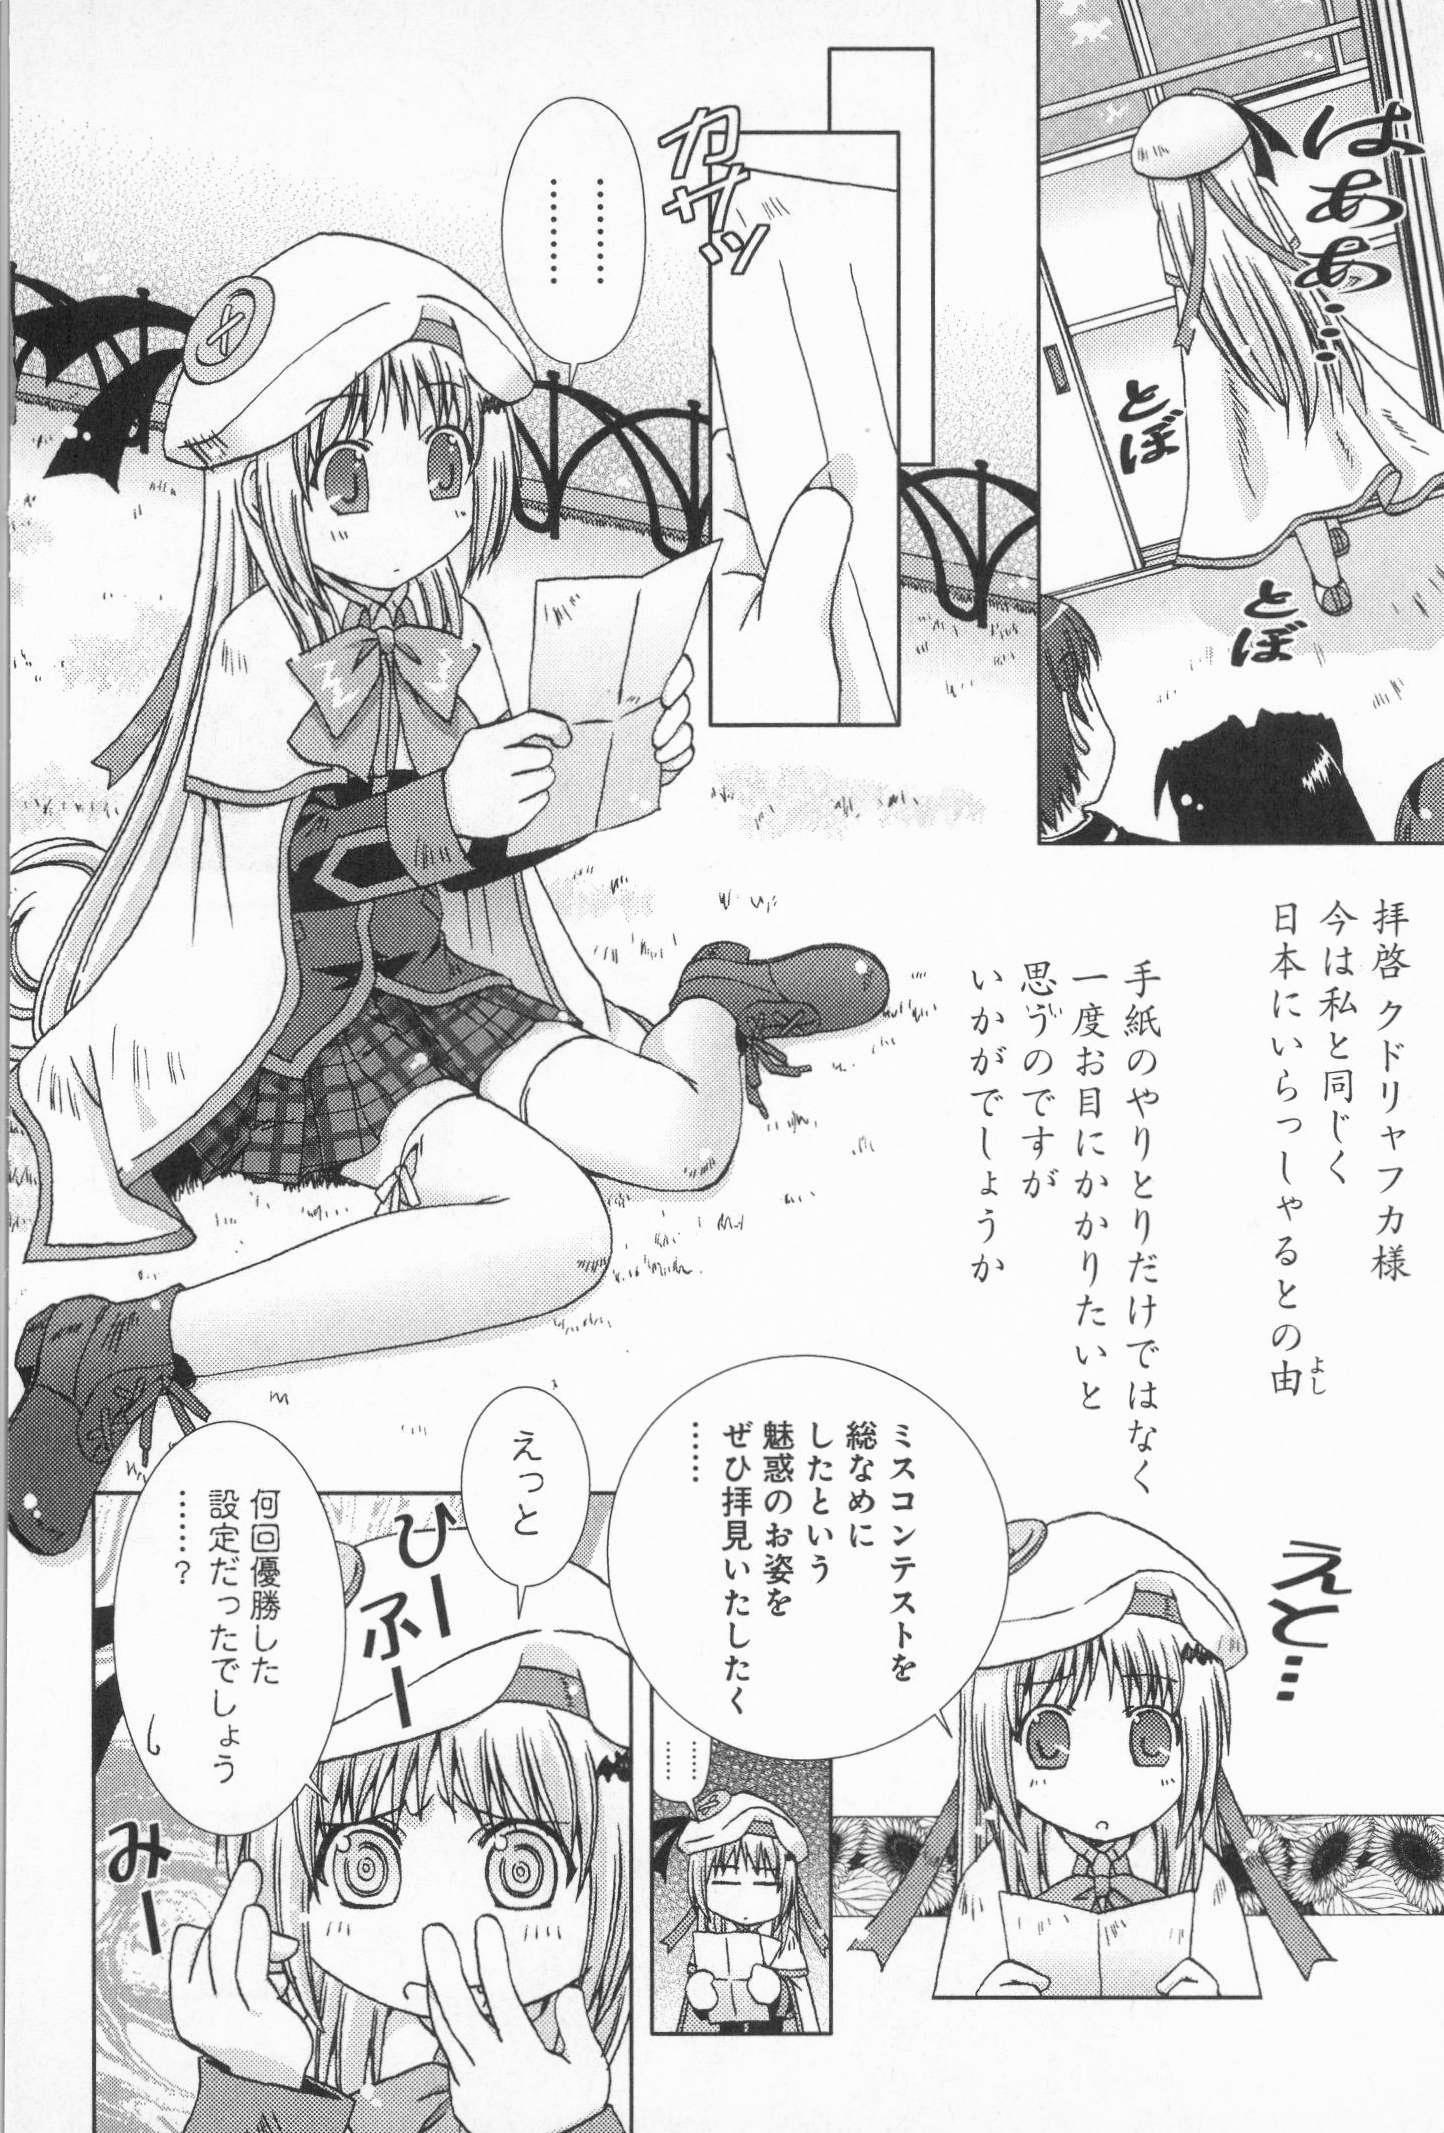 はぁぁ…
とぼ
とぼ
カサッ
…………
…………
拝啓 クドリャフカ様
今は私と同じく
日本にいらっしゃるとの由
よし
手紙のやりとりだけではなく
一度お目にかかりたいと
思うのですが
いかがでしょうか
えと…
ミスコンテストを
総なめに
したという
魅惑のお姿を
ぜひ拝見いたしたく
……
……
……
えっと
ひー
ふー
みー
何回優勝した
設定だったでしょう
……?